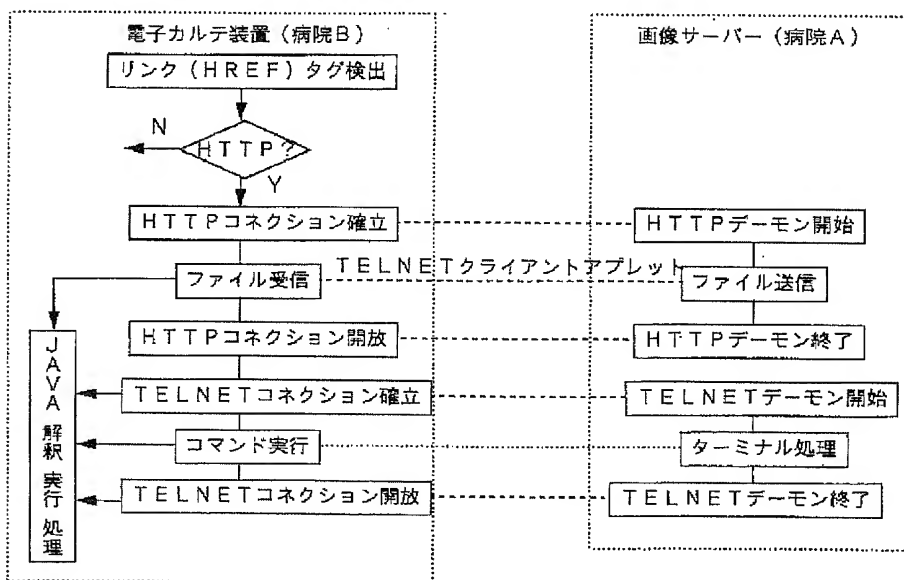 電子カルテ装置（病院B）
画像サーバー（病院A）
リンク（HREF）タグ検出
N
HTTP？
Y
HTTPコネクション確立
HTTPデーモン開始
TELNETクライアントアプレット
ファイル受信
ファイル送信
HTTPコネクション開放
HTTPデーモン終了
JAVA解釈実行処理
TELNETコネクション確立
TELNETデーモン開始
コマンド実行
ターミナル処理
TELNETコネクション開放
TELNETデーモン終了